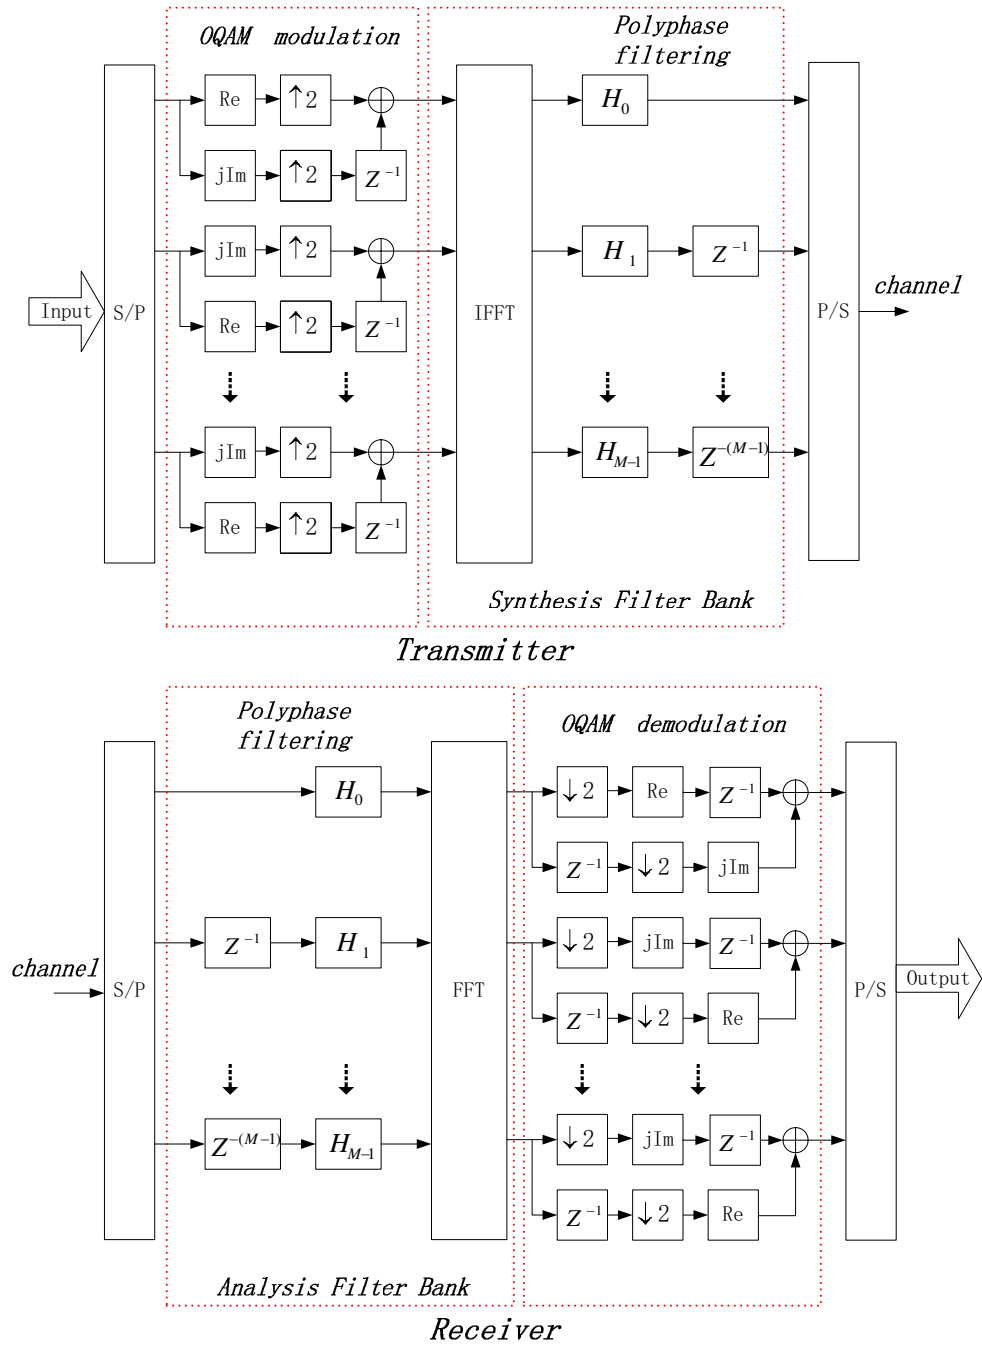 OQAM modulation
Polyphase
filtering
Re ↑2
H₀
jIm ↑2 Z⁻¹
jIm ↑2
H₁ Z⁻¹
channel
Input S/P
Re ↑2 Z⁻¹
IFFT
P/S
jIm ↑2
H_{M-1} Z^{-(M-1)}
Re ↑2 Z⁻¹
Synthesis Filter Bank
Transmitter
Polyphase
filtering
OQAM demodulation
H₀
↓2 Re Z⁻¹
Z⁻¹ ↓2 jIm
Z⁻¹ H₁
↓2 jIm Z⁻¹
channel
S/P
FFT
P/S
Output
Z⁻¹ ↓2 Re
Z^{-(M-1)} H_{M-1}
↓2 jIm Z⁻¹
Z⁻¹ ↓2 Re
Analysis Filter Bank
Receiver